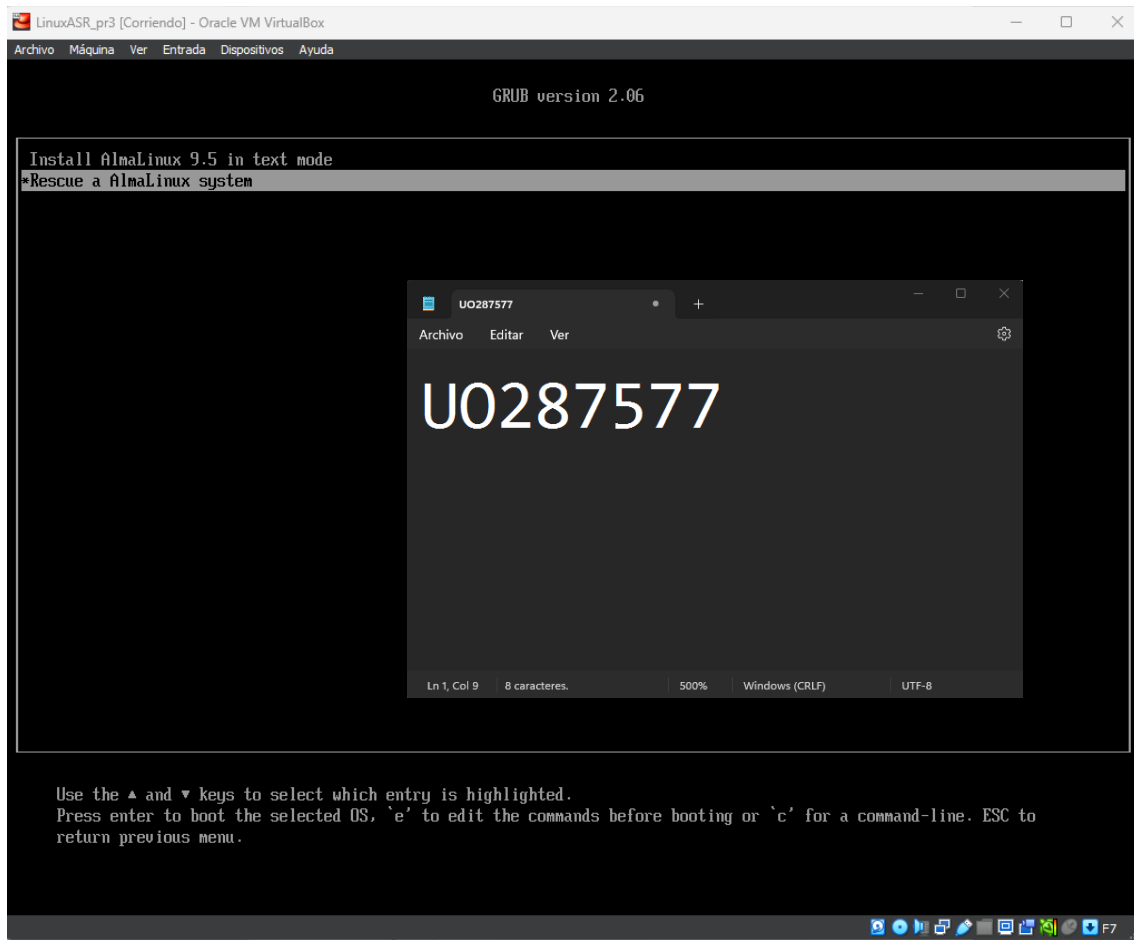 LinuxASR_pr3 [Corriendo] - Oracle VM VirtualBox
Archivo Máquina Ver Entrada Dispositivos Ayuda
GRUB version 2.06
Install AlmaLinux 9.5 in text mode
*Rescue a AlmaLinux system
UO287577
Archivo Editar Ver
UO287577
Ln 1, Col 9 8 caracteres. 500% Windows (CRLF) UTF-8
Use the ▲ and ▼ keys to select which entry is highlighted.
Press enter to boot the selected OS, `e' to edit the commands before booting or `c' for a command-line. ESC to
return previous menu.
F7